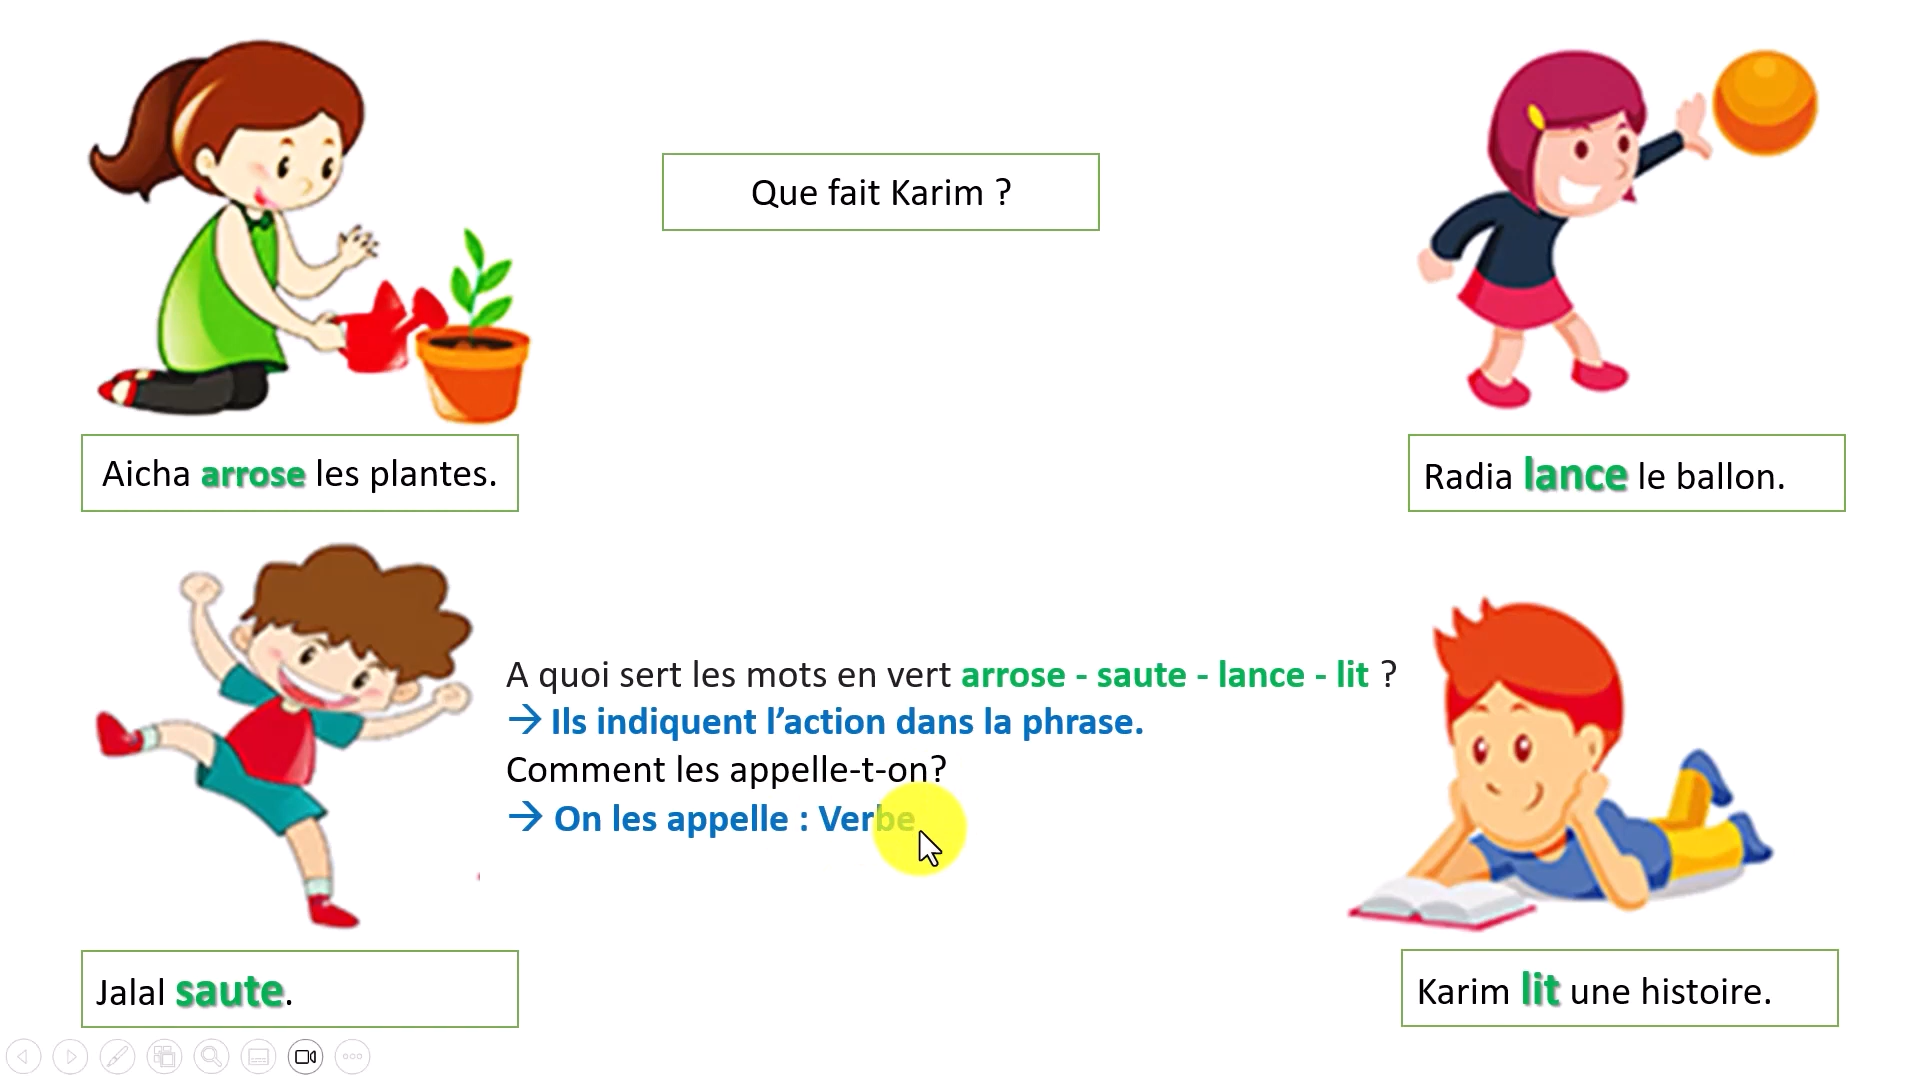 Que fait Karim ?
Aicha arrose les plantes.
Radia lance le ballon.
A quoi sert les mots en vert arrose - saute - lance - lit ?
→ Ils indiquent l’action dans la phrase.
Comment les appelle-t-on?
→ On les appelle : Verbe
Jalal saute.
Karim lit une histoire.